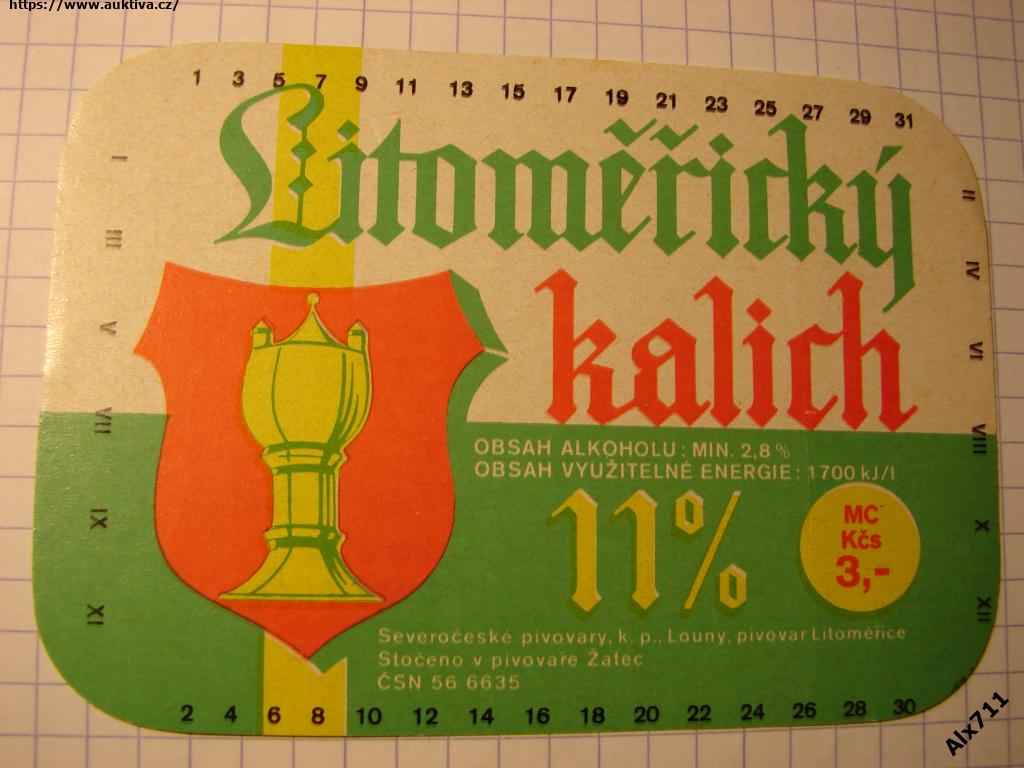 https://www.auktiva.cz/
1 3 5 7 9 11 13 15 17 19 21 23 25 27 29 31
Litoměřický
kalich
I
III
V
VII
IX
XI
II
IV
VI
VIII
X
XII
OBSAH ALKOHOLU: MIN. 2,8%
OBSAH VYUŽITELNÉ ENERGIE: 1700 kJ/l
11%
MC
Kčs
3,-
Severočeské pivovary, k. p., Louny, pivovar Litoměřice
Stočeno v pivovaře Žatec
ČSN 56 6635
2 4 6 8 10 12 14 16 18 20 22 24 26 28 30
Alx711